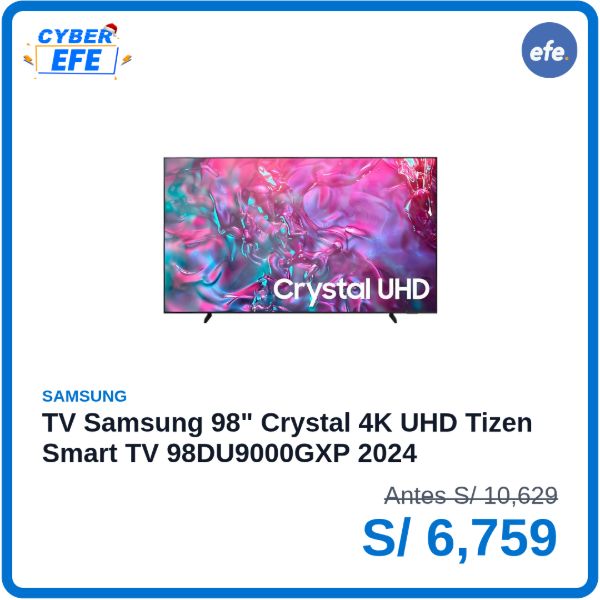 CYBER
EFE
efe.
Crystal UHD
SAMSUNG
TV Samsung 98" Crystal 4K UHD Tizen
Smart TV 98DU9000GXP 2024
Antes S/ 10,629
S/ 6,759